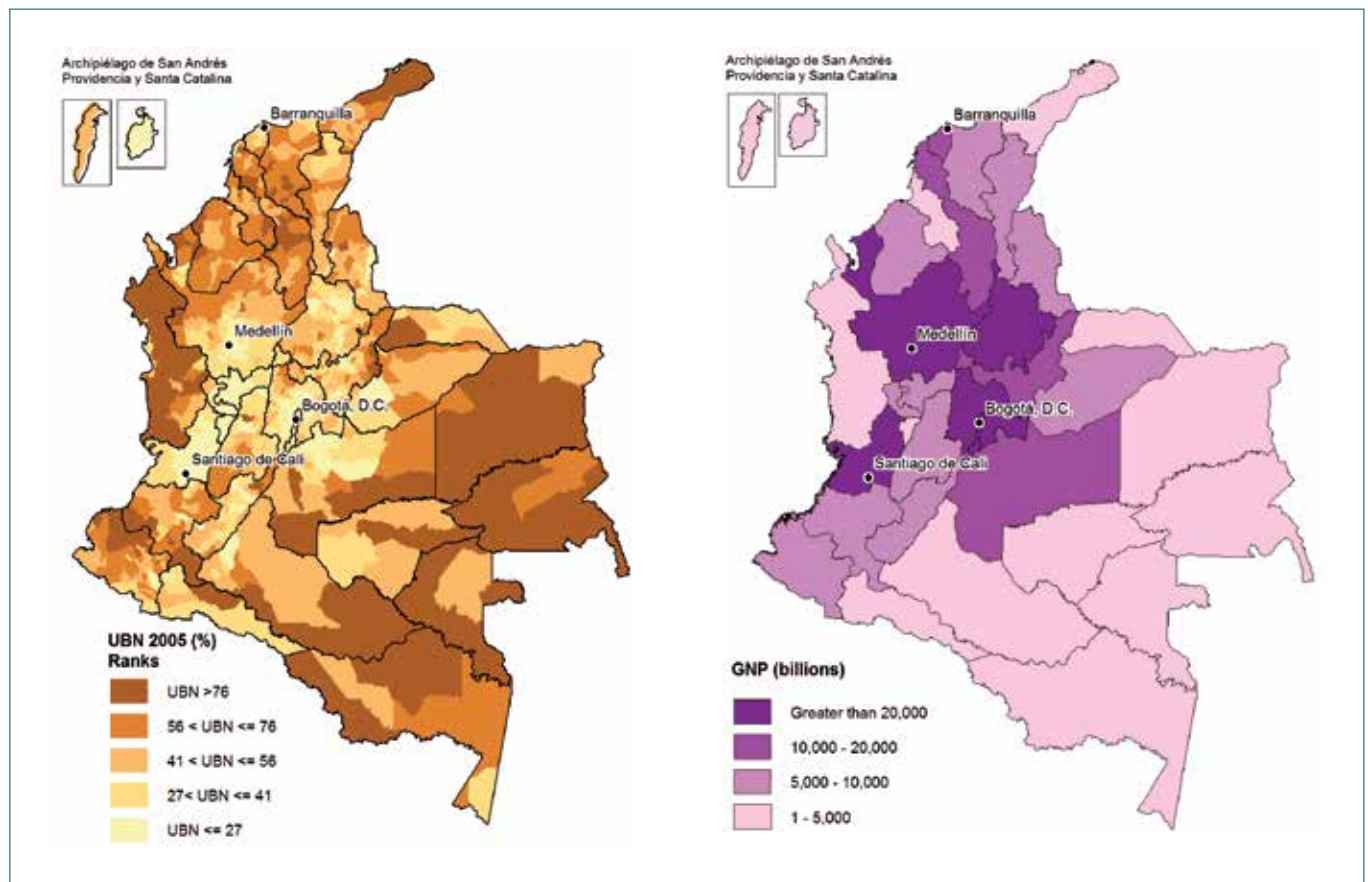 Archipiélago de San Andrés
Providencia y Santa Catalina
Barranquilla
Medellín
Bogotá, D.C.
Santiago de Cali
UBN 2005 (%)
Ranks
UBN >76
56 < UBN <= 76
41 < UBN <= 56
27< UBN <= 41
UBN <= 27
Archipiélago de San Andrés
Providencia y Santa Catalina
Barranquilla
Medellín
Bogotá, D.C.
Santiago de Cali
GNP (billions)
Greater than 20,000
10,000 - 20,000
5,000 - 10,000
1 - 5,000